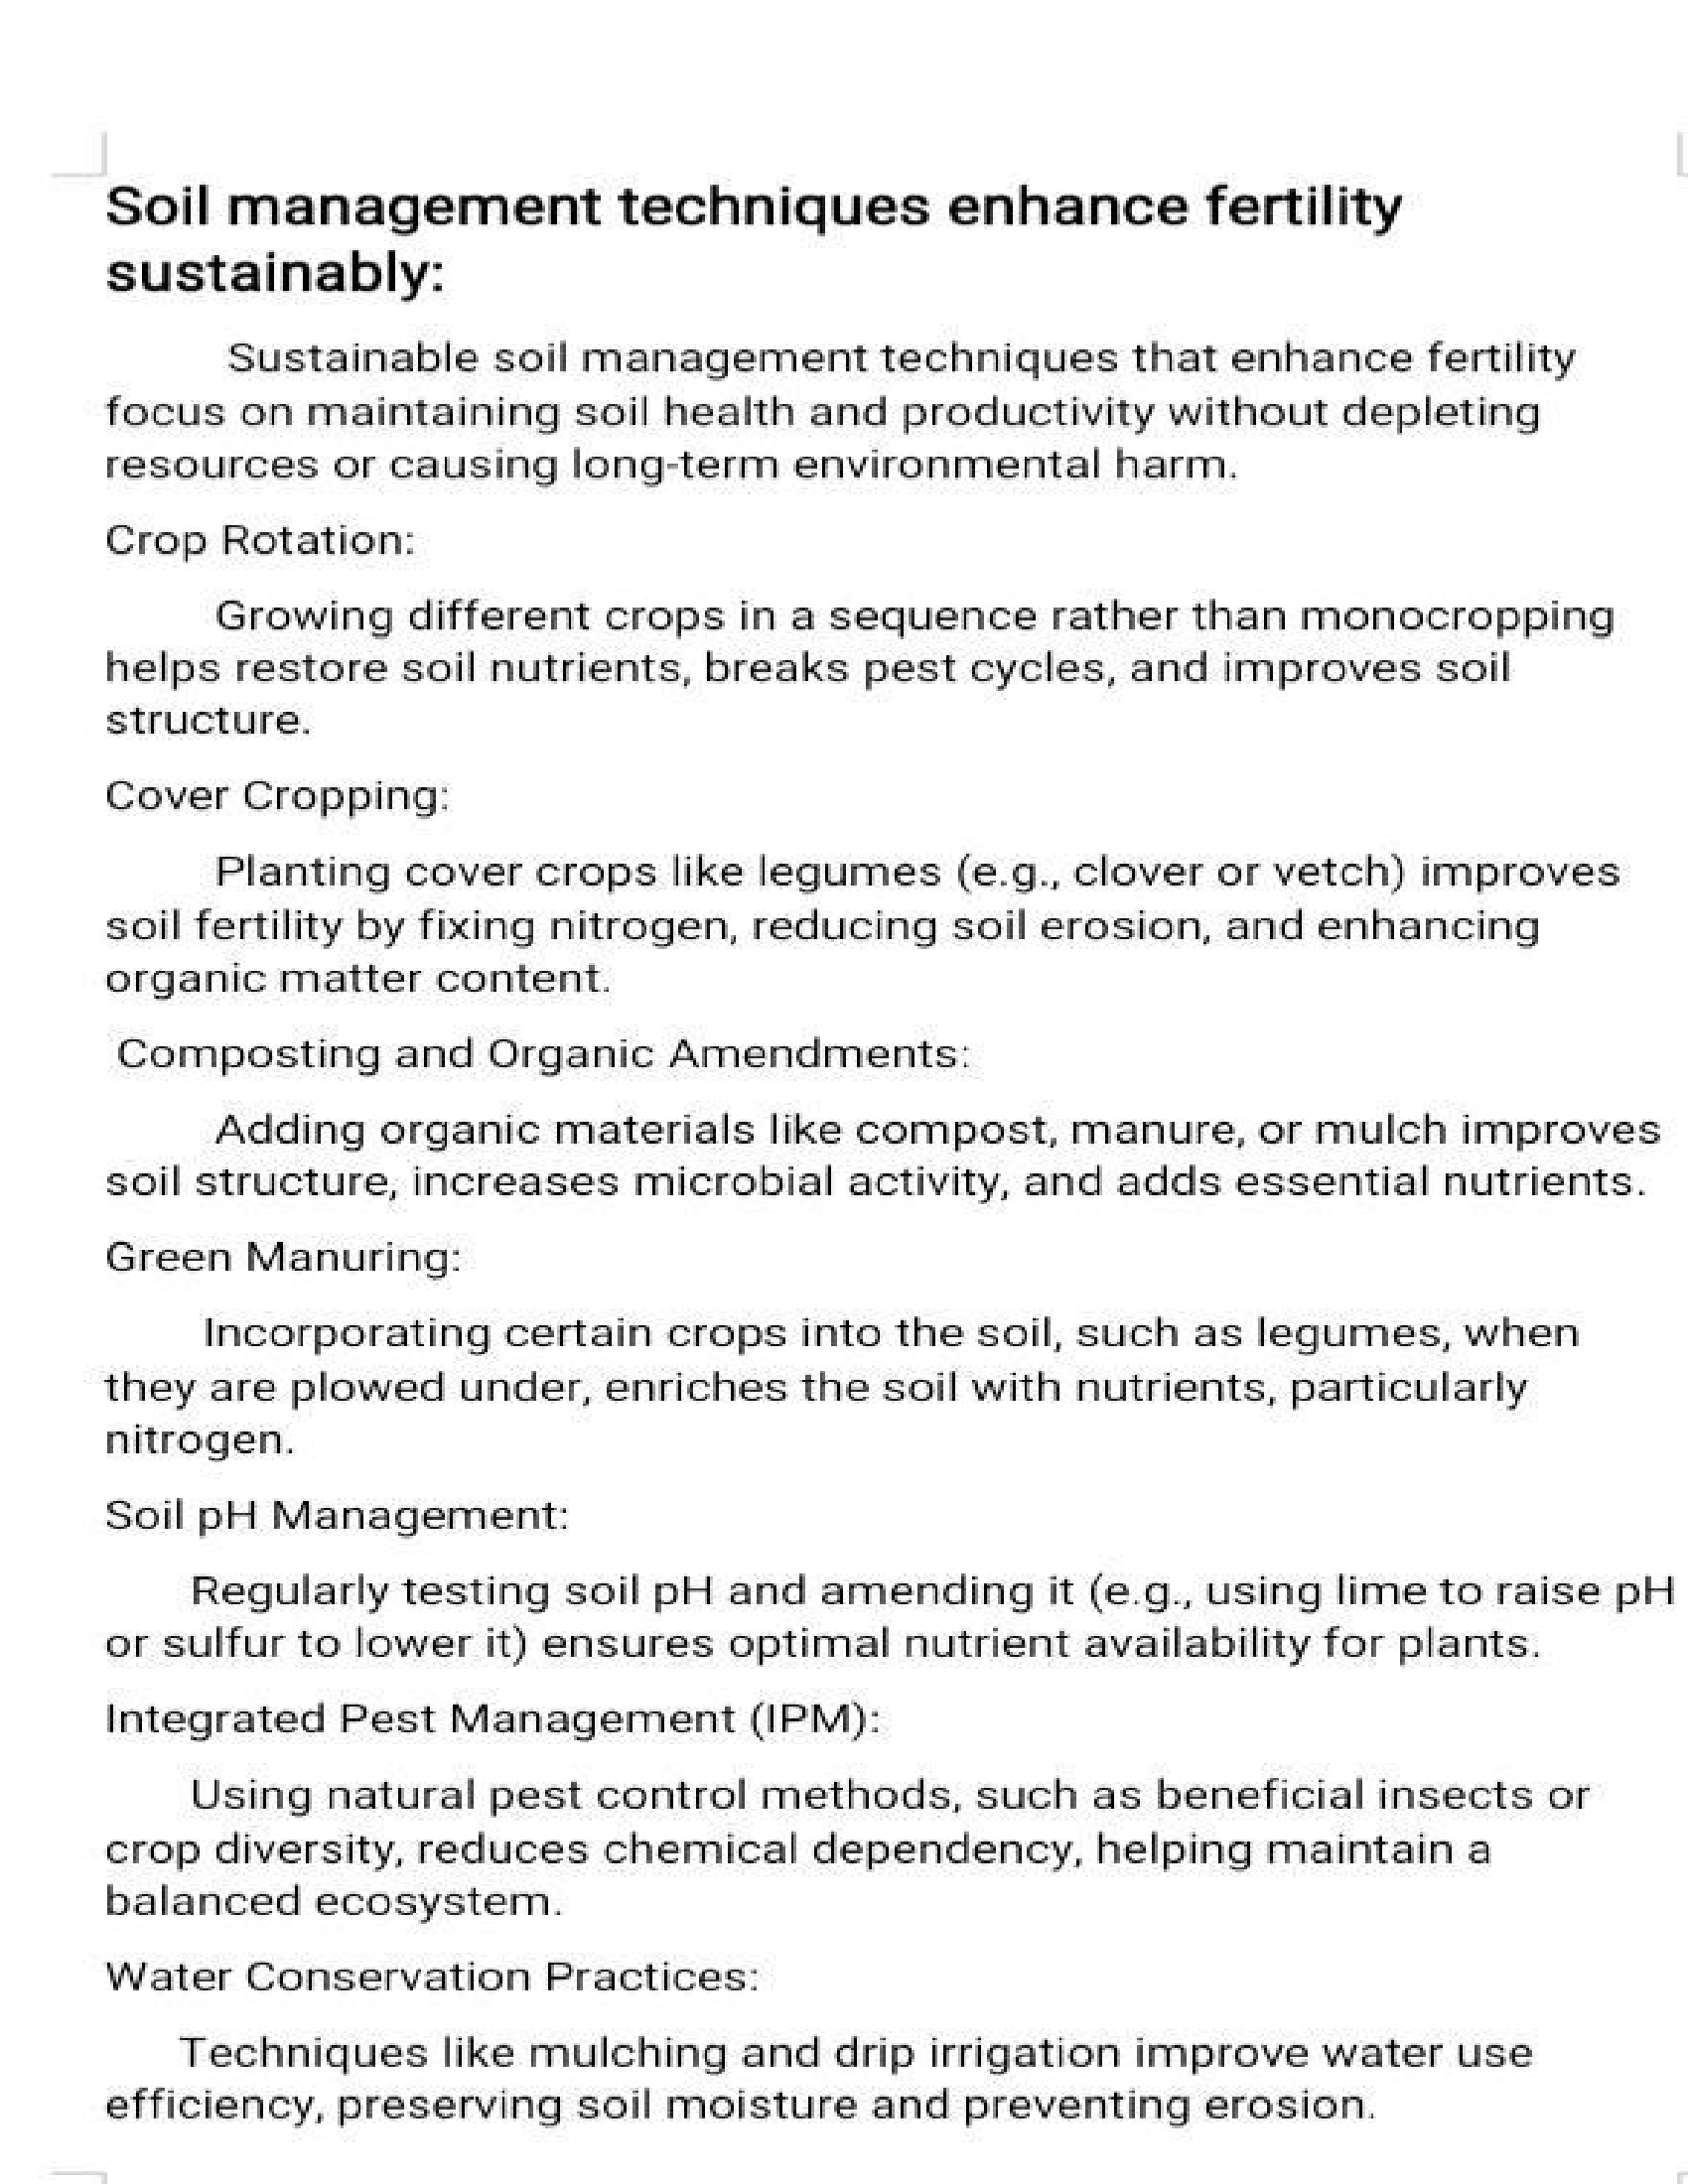 Soil management techniques enhance fertility
sustainably:
Sustainable soil management techniques that enhance fertility
focus on maintaining soil health and productivity without depleting
resources or causing long-term environmental harm.
Crop Rotation:
Growing different crops in a sequence rather than monocropping
helps restore soil nutrients, breaks pest cycles, and improves soil
structure.
Cover Cropping:
Planting cover crops like legumes (e.g., clover or vetch) improves
soil fertility by fixing nitrogen, reducing soil erosion, and enhancing
organic matter content.
Composting and Organic Amendments:
Adding organic materials like compost, manure, or mulch improves
soil structure, increases microbial activity, and adds essential nutrients.
Green Manuring:
Incorporating certain crops into the soil, such as legumes, when
they are plowed under, enriches the soil with nutrients, particularly
nitrogen.
Soil pH Management:
Regularly testing soil pH and amending it (e.g., using lime to raise pH
or sulfur to lower it) ensures optimal nutrient availability for plants.
Integrated Pest Management (IPM):
Using natural pest control methods, such as beneficial insects or
crop diversity, reduces chemical dependency, helping maintain a
balanced ecosystem.
Water Conservation Practices:
Techniques like mulching and drip irrigation improve water use
efficiency, preserving soil moisture and preventing erosion.